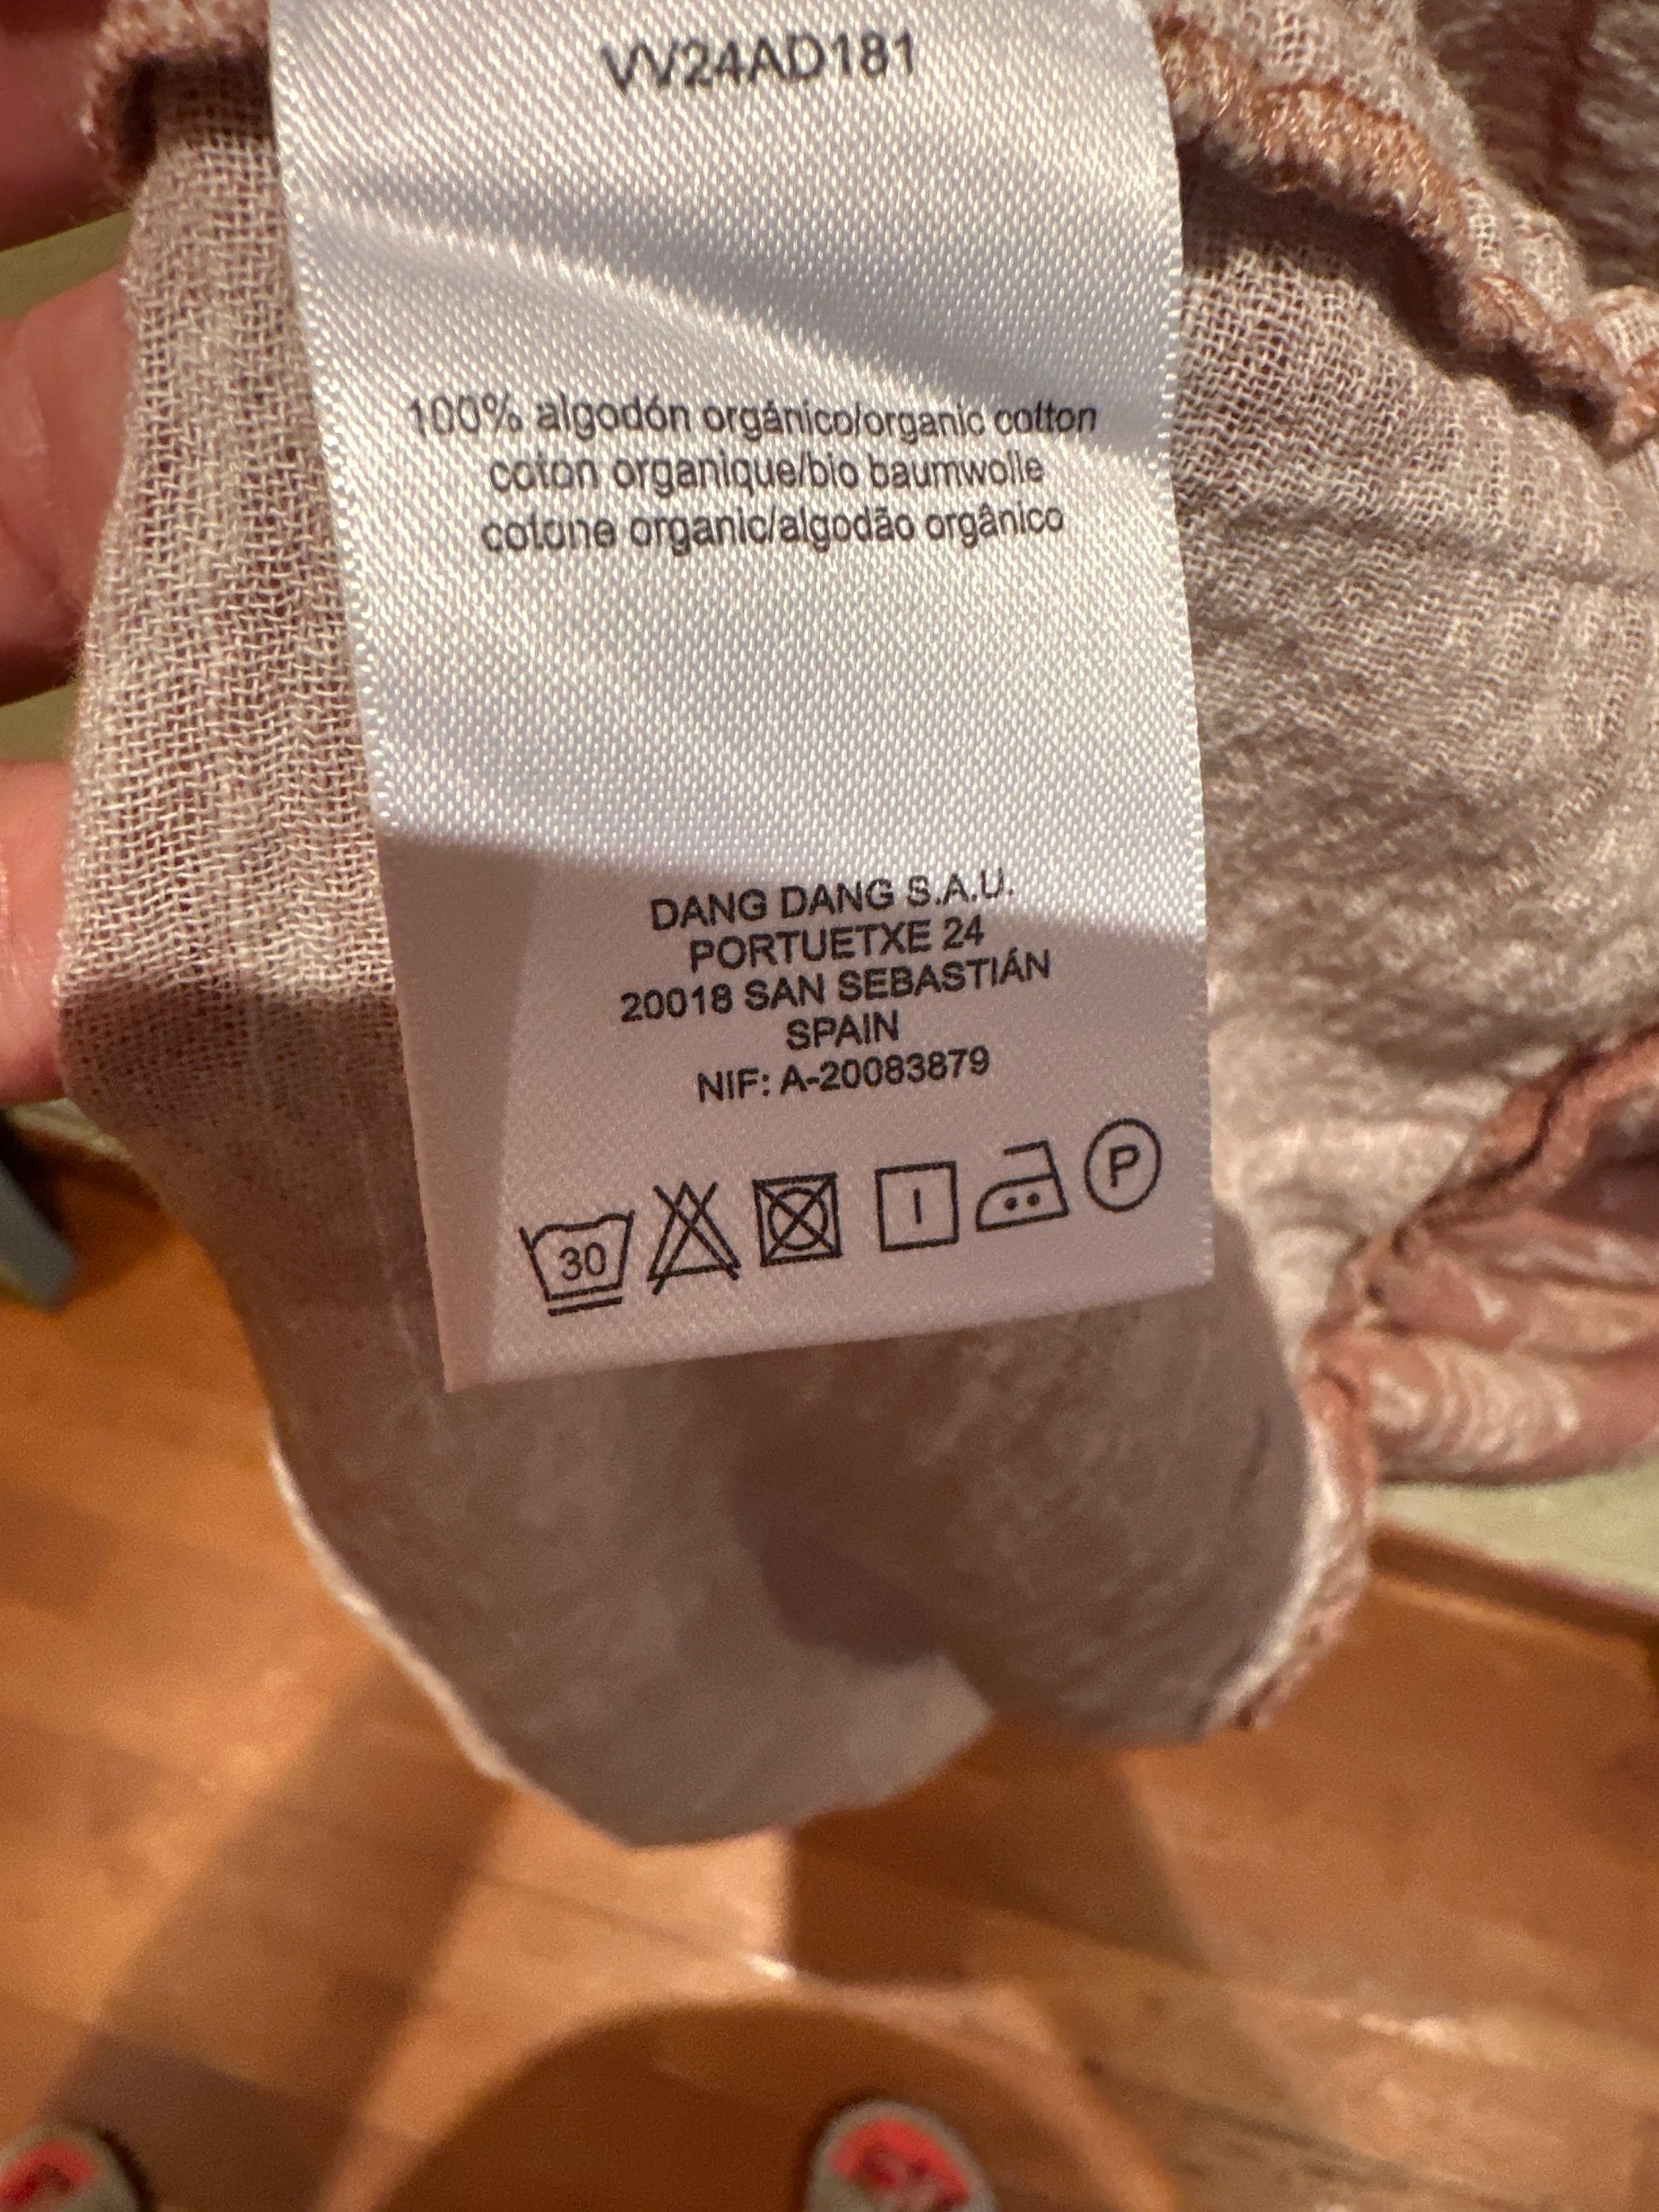 VV24AD181
100% algodón orgánico/organic cotton
coton organique/bio baumwolle
cotone organic/algodão orgânico
DANG DANG S.A.U.
PORTUETXE 24
20018 SAN SEBASTIÁN
SPAIN
NIF: A-20083879
30 P